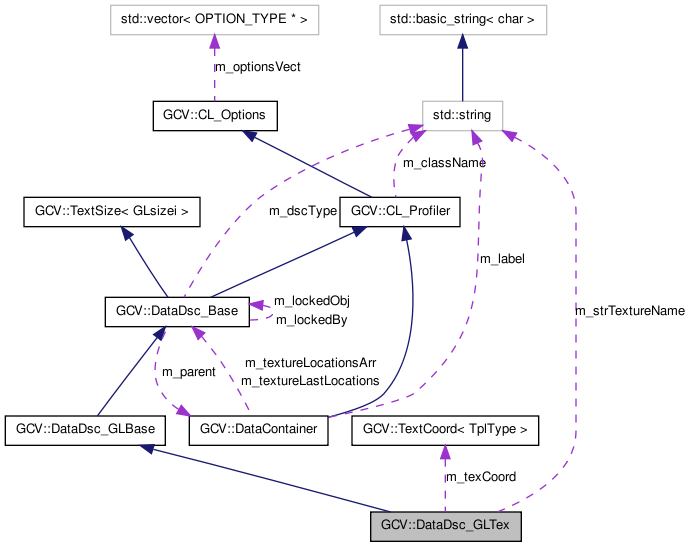 std::vector< OPTION_TYPE * >
std::basic_string< char >
m_optionsVect
GCV::CL_Options
std::string
m_className
GCV::TextSize< GLsizei >
m_dscType
GCV::CL_Profiler
m_label
GCV::DataDsc_Base
m_lockedObj
m_lockedBy
m_strTextureName
m_parent
m_textureLocationsArr
m_textureLastLocations
GCV::DataDsc_GLBase
GCV::DataContainer
GCV::TextCoord< TplType >
m_texCoord
GCV::DataDsc_GLTex